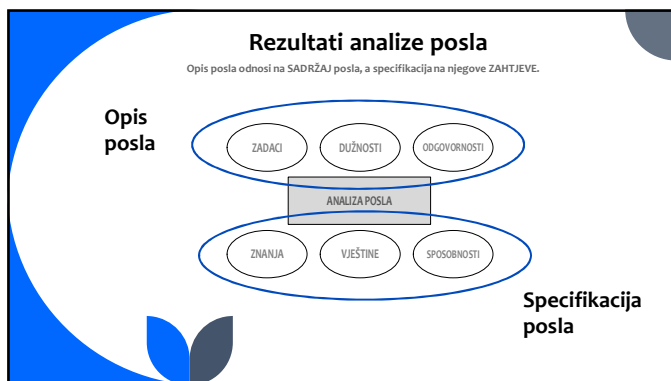 Rezultati analize posla
Opis posla odnosi na SADRŽAJ posla, a specifikacija na njegove ZAHTJEVE.
Opis
posla
ZADACI
DUŽNOSTI
ODGOVORNOSTI
ANALIZA POSLA
ZNANJA
VJEŠTINE
SPOSOBNOSTI
Specifikacija
posla